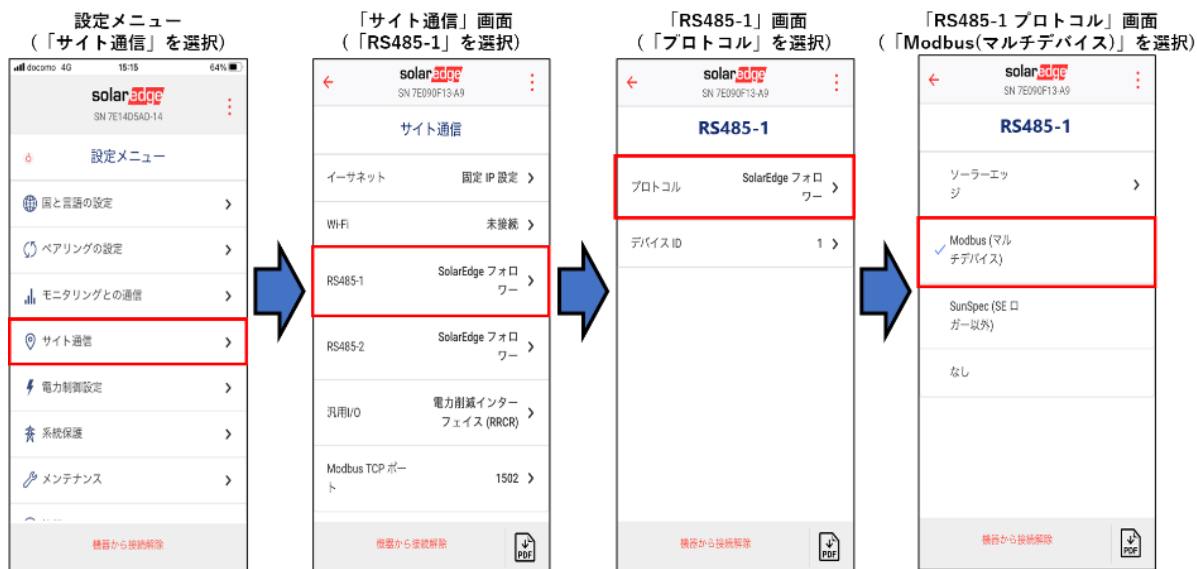 設定メニュー
(「サイト通信」を選択)
docomo 4G 15:15 64%
solaredge
SN 7E14D5AD-14
設定メニュー
国と言語の設定
ペアリングの設定
モニタリングとの通信
サイト通信
電力制御設定
系統保護
メンテナンス
機器から接続解除
「サイト通信」画面
(「RS485-1」を選択)
solaredge
SN 7E090F13-A9
サイト通信
イーサネット 固定 IP 設定
Wi-Fi 未接続
RS485-1 SolarEdge フォロ
ワー
RS485-2 SolarEdge フォロ
ワー
汎用I/O 電力削減インター
フェイス (RRCR)
Modbus TCP ポー
ト 1502
機器から接続解除
PDF
「RS485-1」画面
(「プロトコル」を選択)
solaredge
SN 7E090F13-A9
RS485-1
プロトコル SolarEdge フォロ
ワー
デバイス ID 1
機器から接続解除
PDF
「RS485-1 プロトコル」画面
(「Modbus(マルチデバイス)」を選択)
solaredge
SN 7E090F13-A9
RS485-1
ソーラーエッ
ジ
Modbus (マル
チデバイス)
SunSpec (SE ロ
ガー以外)
なし
機器から接続解除
PDF